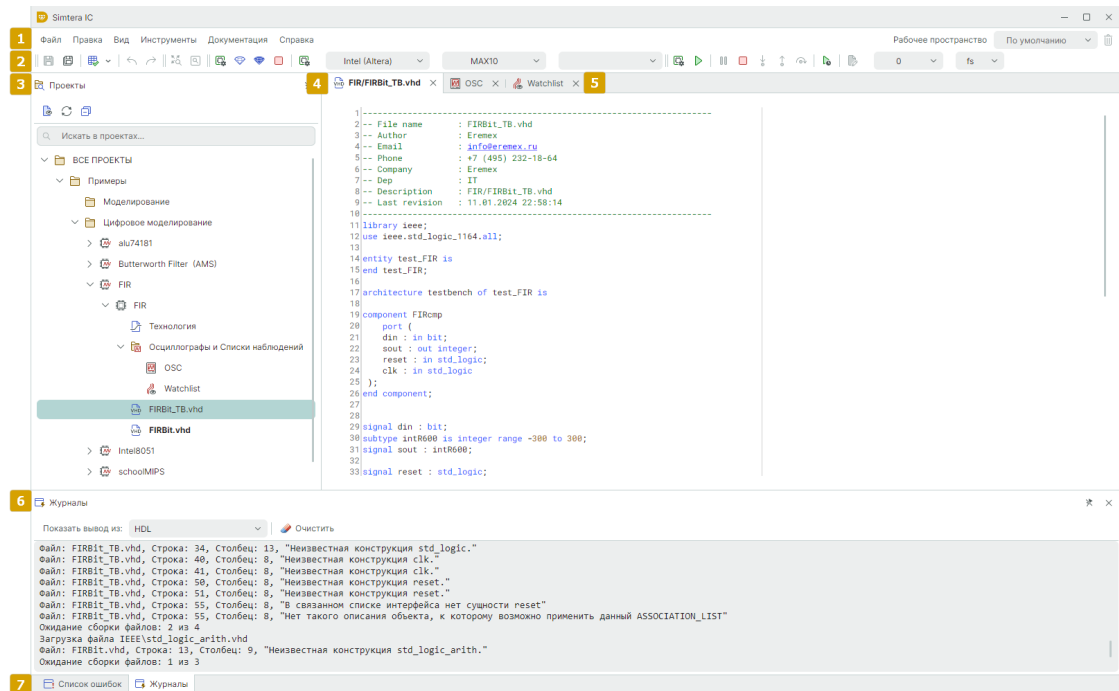 Simtera IC
1 Файл Правка Вид Инструменты Документация Справка Рабочее пространство По умолчанию
2 Intel (Altera) MAX10 0 fs
3 Проекты
4 FIR/FIRBit_TB.vhd OSC Watchlist 5
Искать в проектах...
ВСЕ ПРОЕКТЫ
Примеры
Моделирование
Цифровое моделирование
alu74181
Butterworth Filter (AMS)
FIR
FIR
Технология
Осциллографы и Списки наблюдений
OSC
Watchlist
FIRBit_TB.vhd
FIRBit.vhd
Intel8051
schoolMIPS
1 ----------------------------------------------------------------------
2 -- File name : FIRBit_TB.vhd
3 -- Author : Eremex
4 -- Email : info@eremex.ru
5 -- Phone : +7 (495) 232-18-64
6 -- Company : Eremex
7 -- Dep : IT
8 -- Description : FIR/FIRBit_TB.vhd
9 -- Last revision : 11.01.2024 22:58:14
10 ----------------------------------------------------------------------
11 library ieee;
12 use ieee.std_logic_1164.all;
13
14 entity test_FIR is
15 end test_FIR;
16
17 architecture testbench of test_FIR is
18
19 component FIRcmp
20 port (
21 din : in bit;
22 sout : out integer;
23 reset : in std_logic;
24 clk : in std_logic
25 );
26 end component;
27
28
29 signal din : bit;
30 subtype intR600 is integer range -300 to 300;
31 signal sout : intR600;
32
33 signal reset : std_logic;
6 Журналы
Показать вывод из: HDL Очистить
Файл: FIRBit_TB.vhd, Строка: 34, Столбец: 13, "Неизвестная конструкция std_logic."
Файл: FIRBit_TB.vhd, Строка: 40, Столбец: 8, "Неизвестная конструкция clk."
Файл: FIRBit_TB.vhd, Строка: 41, Столбец: 8, "Неизвестная конструкция clk."
Файл: FIRBit_TB.vhd, Строка: 50, Столбец: 8, "Неизвестная конструкция reset."
Файл: FIRBit_TB.vhd, Строка: 51, Столбец: 8, "Неизвестная конструкция reset."
Файл: FIRBit_TB.vhd, Строка: 55, Столбец: 8, "В связанном списке интерфейса нет сущности reset"
Файл: FIRBit_TB.vhd, Строка: 55, Столбец: 8, "Нет такого описания объекта, к которому возможно применить данный ASSOCIATION_LIST"
Ожидание сборки файлов: 2 из 4
Загрузка файла IEEE\std_logic_arith.vhd
Файл: FIRBit.vhd, Строка: 13, Столбец: 9, "Неизвестная конструкция std_logic_arith."
Ожидание сборки файлов: 1 из 3
7 Список ошибок Журналы